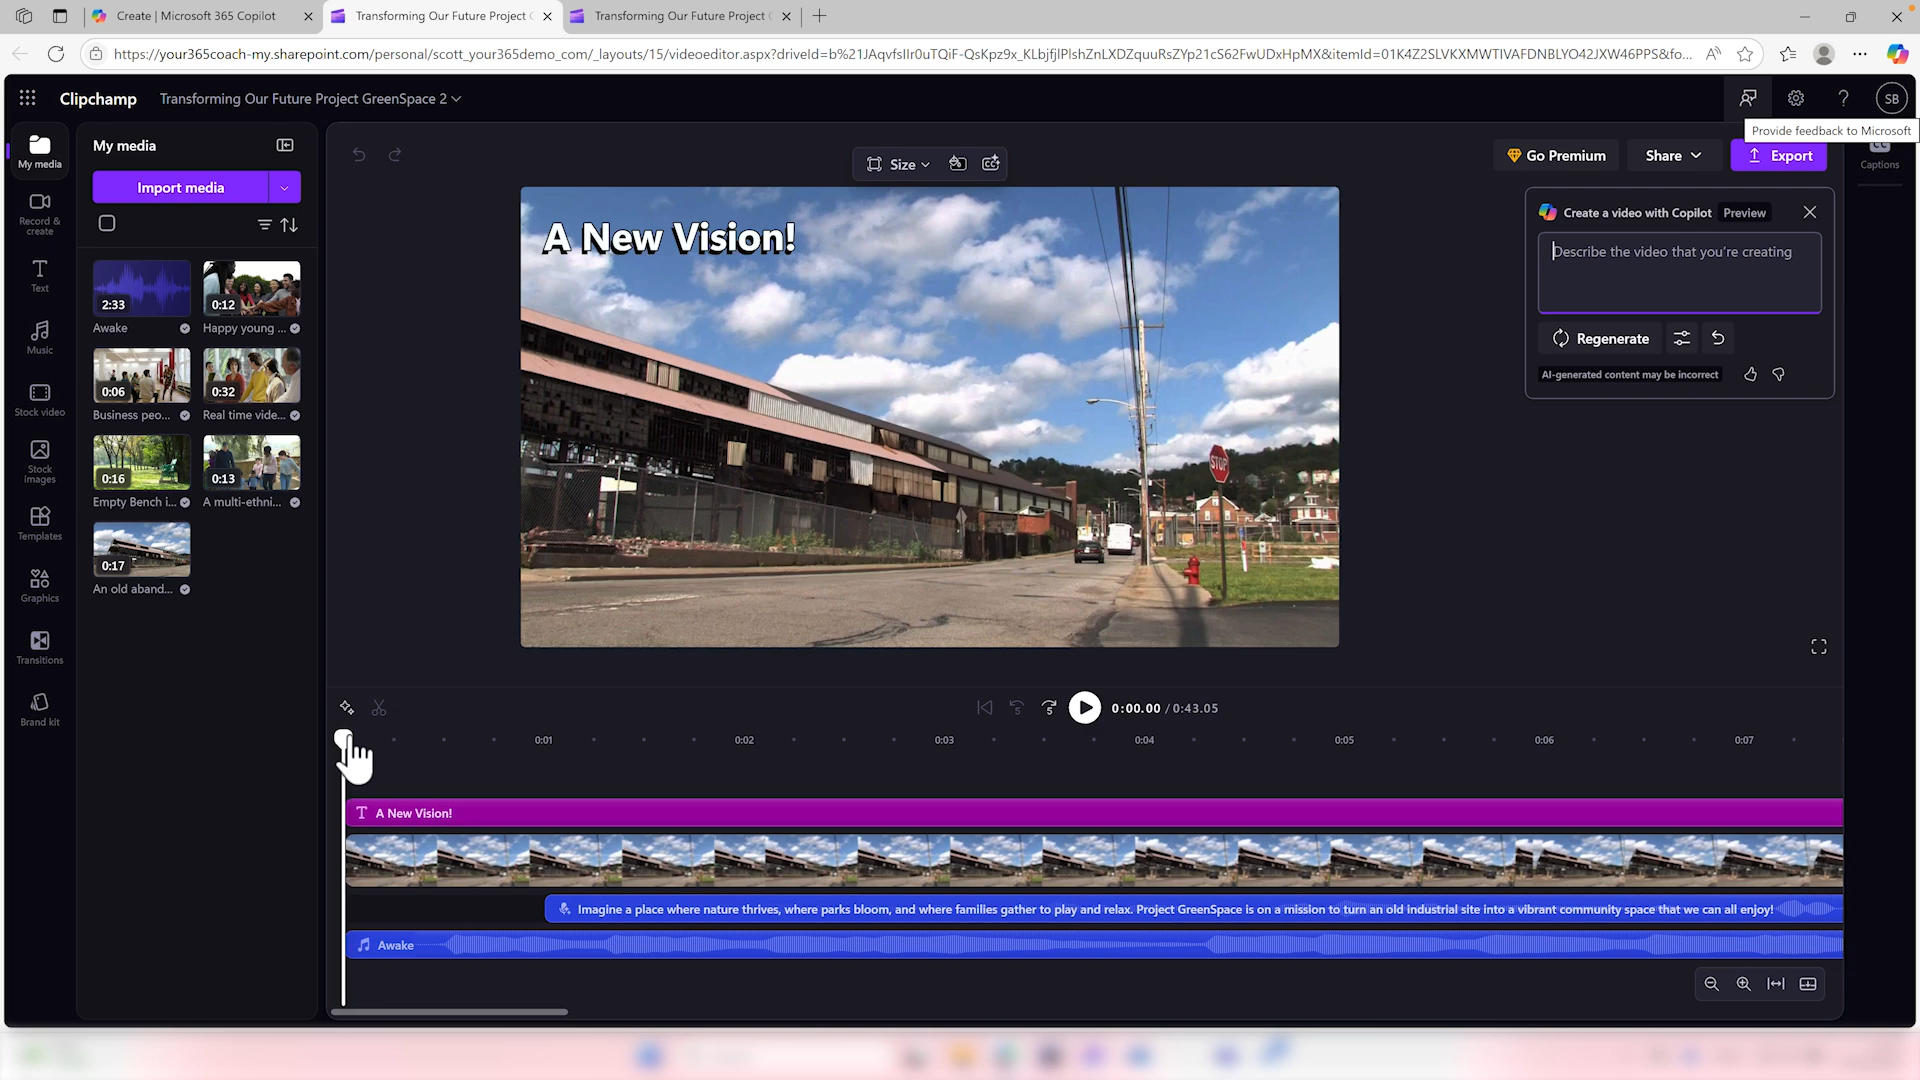 Create | Microsoft 365 Copilot
Transforming Our Future Project
Transforming Our Future Project
https://your365coach-my.sharepoint.com/personal/scott_your365demo_com/_layouts/15/videoeditor.aspx?driveId=b%21JAqvfsIIr0uTQiF-QsKpz9x_KLbjfjlPlshZnLXDZquuRsZYp21cS62FwUDxHpMX&itemId=01K4Z2SLVKXMWTIVAFDNBLYO42JXW46PPS&fo...
Clipchamp
Transforming Our Future Project GreenSpace 2
SB
Provide feedback to Microsoft
My media
Record & create
Text
Music
Stock video
Stock images
Templates
Graphics
Transitions
Brand kit
My media
Import media
2:33
Awake
0:12
Happy young ...
0:06
Business peo...
0:32
Real time vide...
0:16
Empty Bench i...
0:13
A multi-ethni...
0:17
An old aband...
Size
Go Premium
Share
Export
CC
Captions
A New Vision!
STOP
Create a video with Copilot
Preview
Describe the video that you're creating
Regenerate
AI-generated content may be incorrect
5
5
0:00.00 / 0:43.05
0:01
0:02
0:03
0:04
0:05
0:06
0:07
A New Vision!
Imagine a place where nature thrives, where parks bloom, and where families gather to play and relax. Project GreenSpace is on a mission to turn an old industrial site into a vibrant community space that we can all enjoy!
Awake